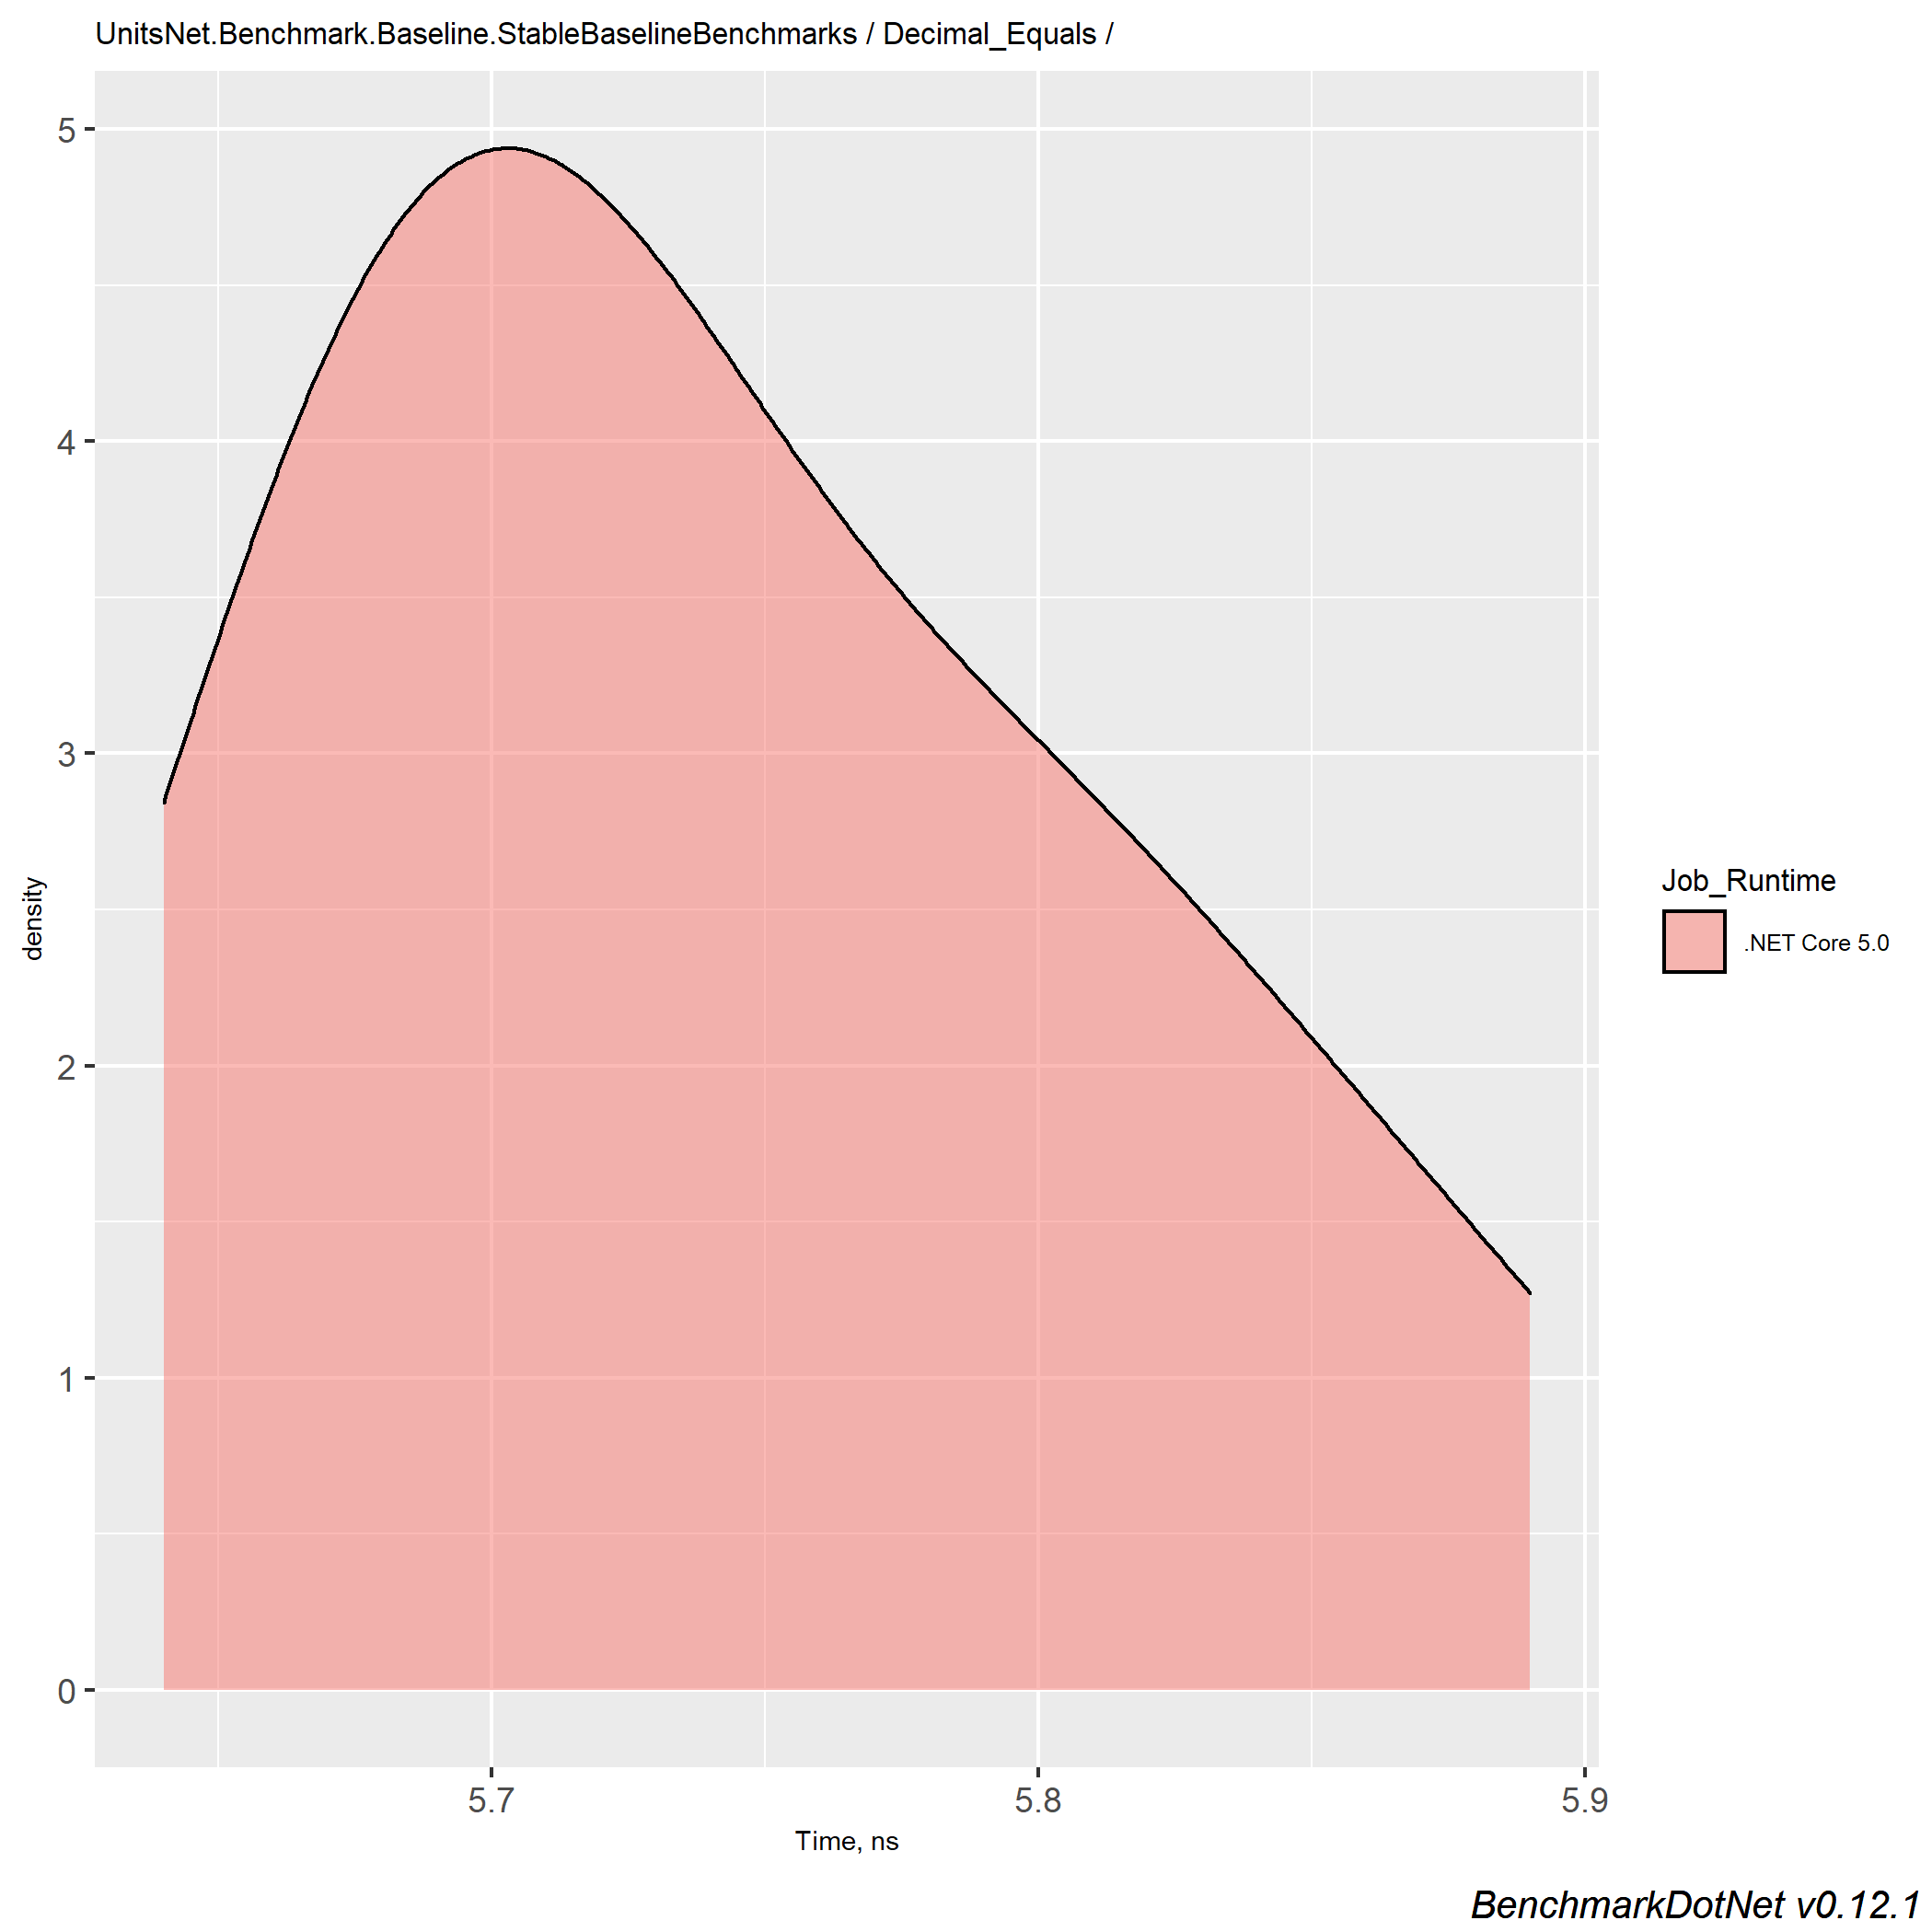 UnitsNet.Benchmark.Baseline.StableBaselineBenchmarks / Decimal_Equals /
5
4
3
2
1
0
density
5.7
5.8
5.9
Time, ns
Job_Runtime
.NET Core 5.0
BenchmarkDotNet v0.12.1